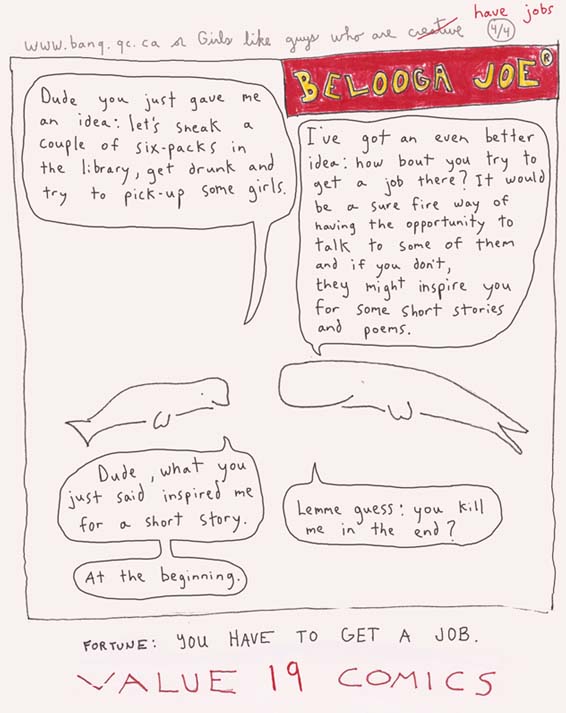 have jobs
www.banq.qc.ca or Girls like guys who are creative 4/4
BELOOGA JOE®
Dude you just gave me
an idea: let's sneak a
couple of six-packs in
the library, get drunk and
try to pick-up some girls.
I've got an even better
idea: how bout you try to
get a job there? It would
be a sure fire way of
having the opportunity to
talk to some of them
and if you don't,
they might inspire you
for some short stories
and poems.
Dude, what you
just said inspired me
for a short story.
At the beginning.
Lemme guess: you kill
me in the end?
FORTUNE: YOU HAVE TO GET A JOB.
VALUE 19 COMICS